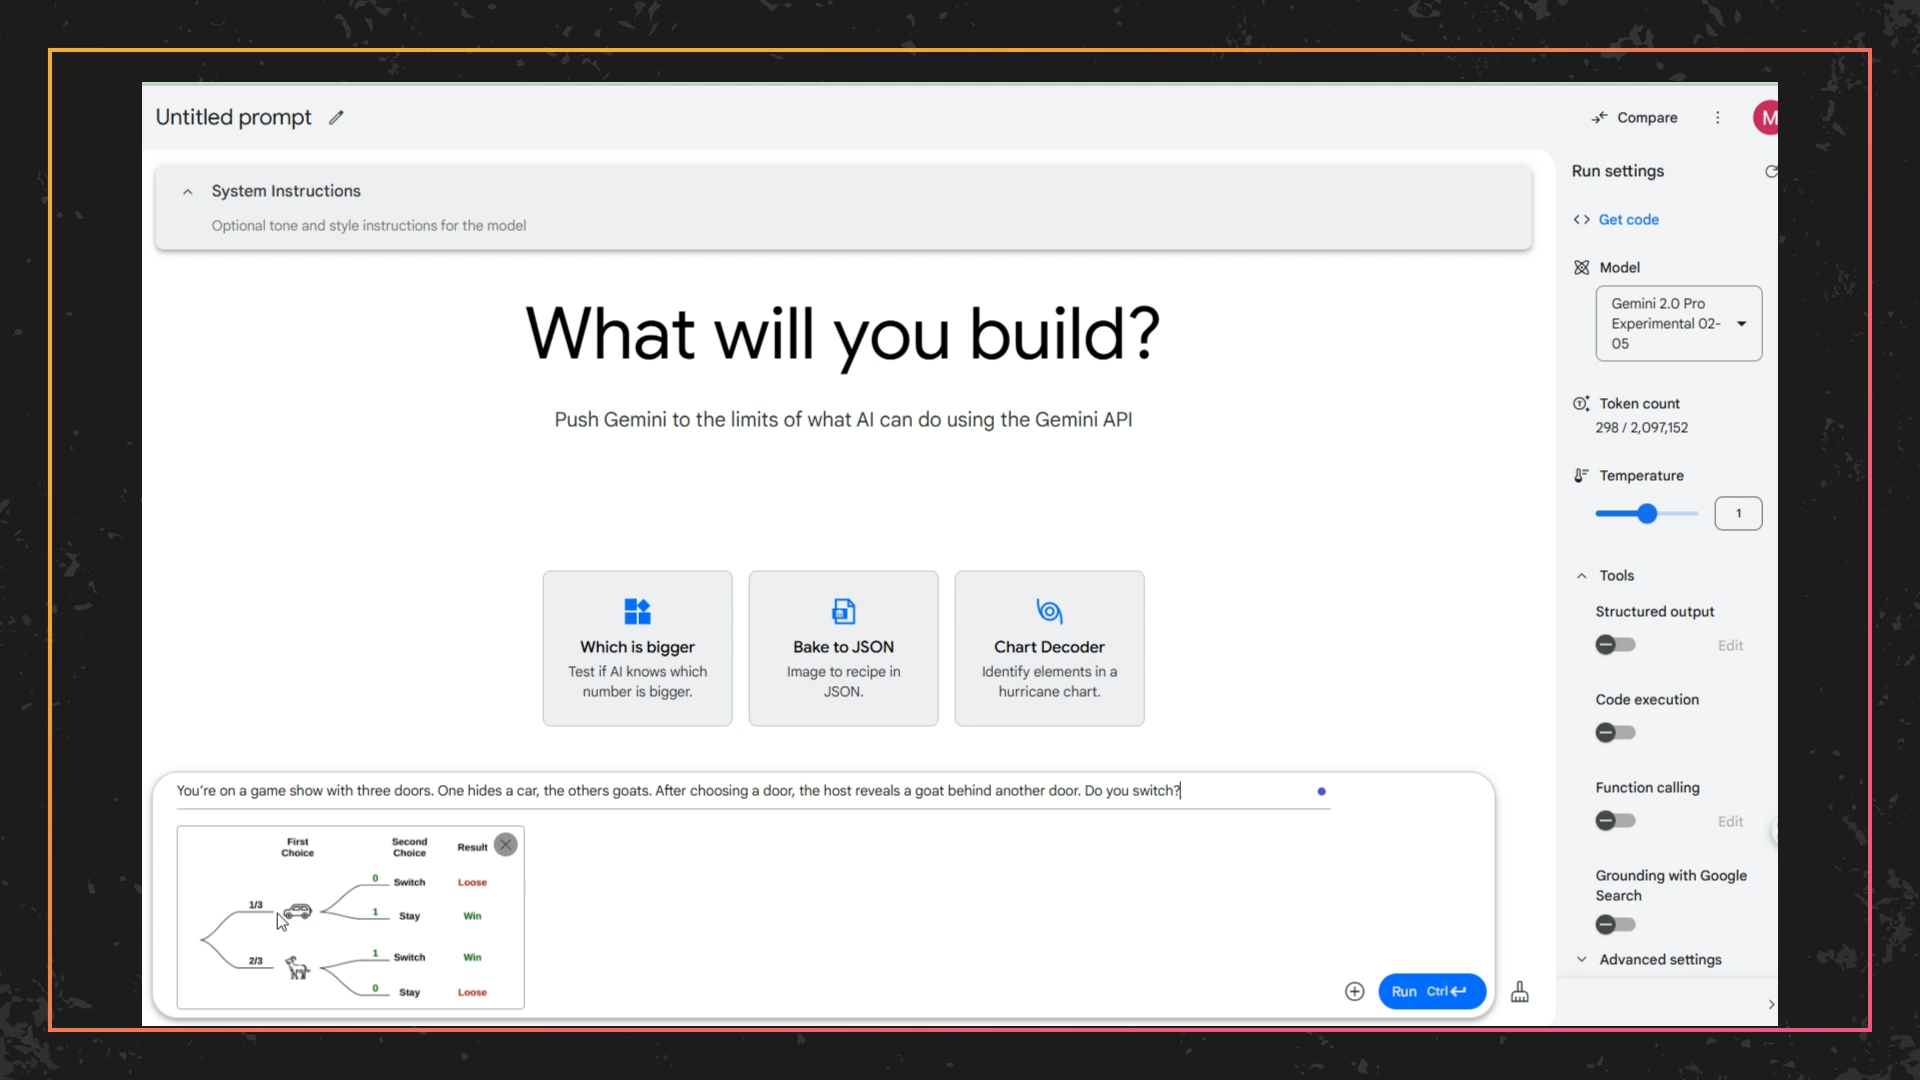 Untitled prompt
Compare
M
System Instructions
Optional tone and style instructions for the model
What will you build?
Push Gemini to the limits of what AI can do using the Gemini API
Which is bigger
Test if AI knows which
number is bigger.
Bake to JSON
Image to recipe in
JSON.
Chart Decoder
Identify elements in a
hurricane chart.
You're on a game show with three doors. One hides a car, the others goats. After choosing a door, the host reveals a goat behind another door. Do you switch?
First
Choice
Second
Choice
Result
1/3
0 Switch Loose
1 Stay Win
2/3
1 Switch Win
0 Stay Loose
Run Ctrl
Run settings
Get code
Model
Gemini 2.0 Pro
Experimental 02-
05
Token count
298 / 2,097,152
Temperature
1
Tools
Structured output
Edit
Code execution
Function calling
Edit
Grounding with Google
Search
Advanced settings